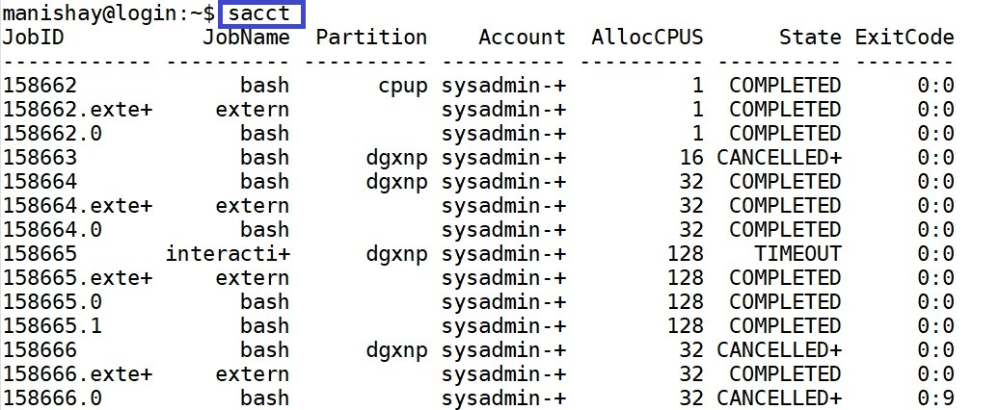 manishay@login:~$ sacct
JobID JobName Partition Account AllocCPUS State ExitCode
------------ ---------- ---------- ---------- ---------- ---------- --------
158662 bash cpup sysadmin-+ 1 COMPLETED 0:0
158662.exte+ extern sysadmin-+ 1 COMPLETED 0:0
158662.0 bash sysadmin-+ 1 COMPLETED 0:0
158663 bash dgxnp sysadmin-+ 16 CANCELLED+ 0:0
158664 bash dgxnp sysadmin-+ 32 COMPLETED 0:0
158664.exte+ extern sysadmin-+ 32 COMPLETED 0:0
158664.0 bash sysadmin-+ 32 COMPLETED 0:0
158665 interacti+ dgxnp sysadmin-+ 128 TIMEOUT 0:0
158665.exte+ extern sysadmin-+ 128 COMPLETED 0:0
158665.0 bash sysadmin-+ 128 COMPLETED 0:0
158665.1 bash sysadmin-+ 128 COMPLETED 0:0
158666 bash dgxnp sysadmin-+ 32 CANCELLED+ 0:0
158666.exte+ extern sysadmin-+ 32 COMPLETED 0:0
158666.0 bash sysadmin-+ 32 CANCELLED+ 0:9